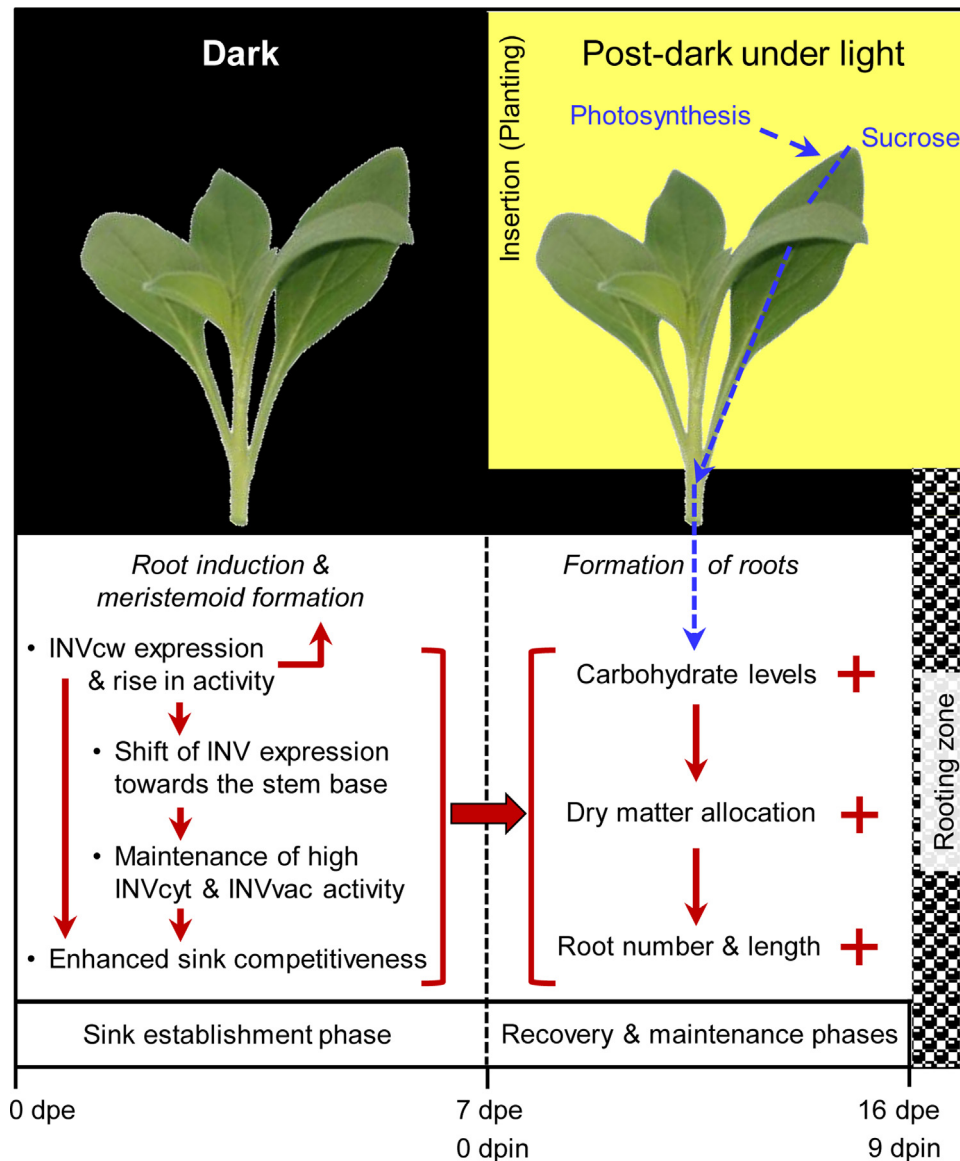 Dark
Insertion (Planting)
Post-dark under light
Photosynthesis
Sucrose
Root induction &
meristemoid formation
• INVcw expression
& rise in activity
• Shift of INV expression
towards the stem base
• Maintenance of high
INVcyt & INVvac activity
• Enhanced sink competitiveness
Formation of roots
Carbohydrate levels +
Dry matter allocation +
Root number & length +
Rooting zone
Sink establishment phase
Recovery & maintenance phases
0 dpe
7 dpe
0 dpin
16 dpe
9 dpin